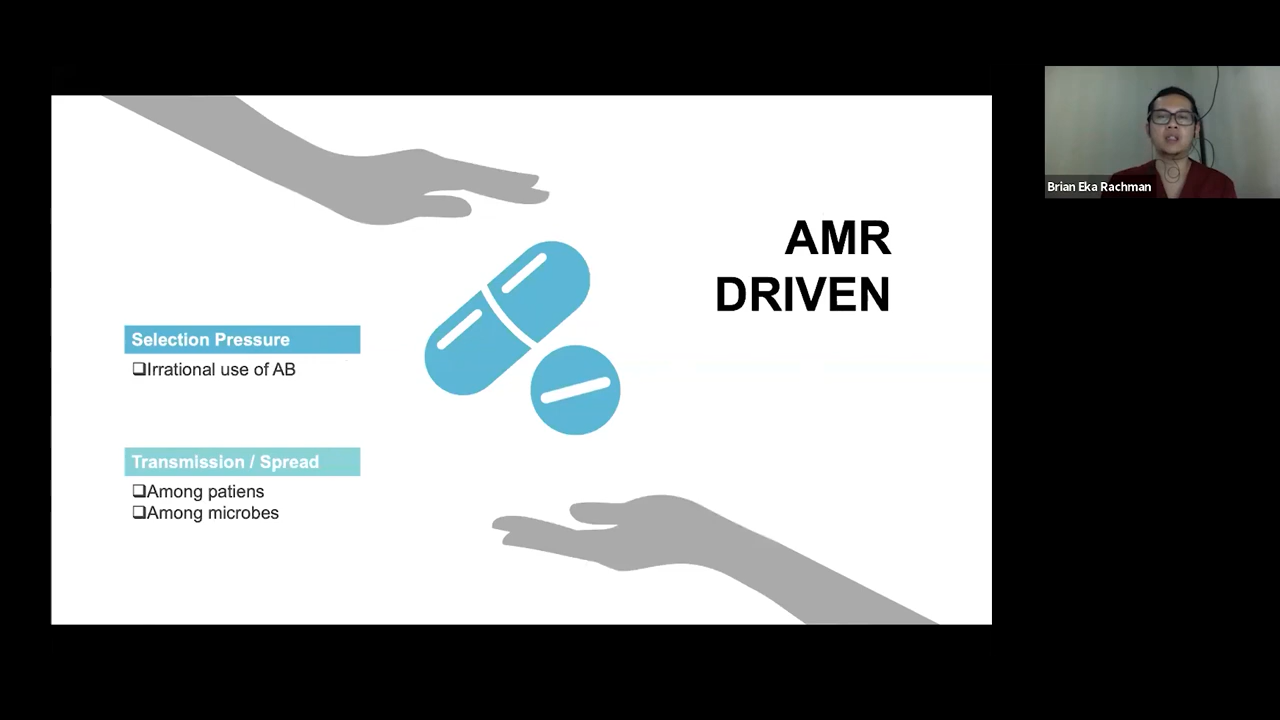 AMR
DRIVEN
Selection Pressure
❑Irrational use of AB
Transmission / Spread
❑Among patiens
❑Among microbes
Brian Eka Rachman